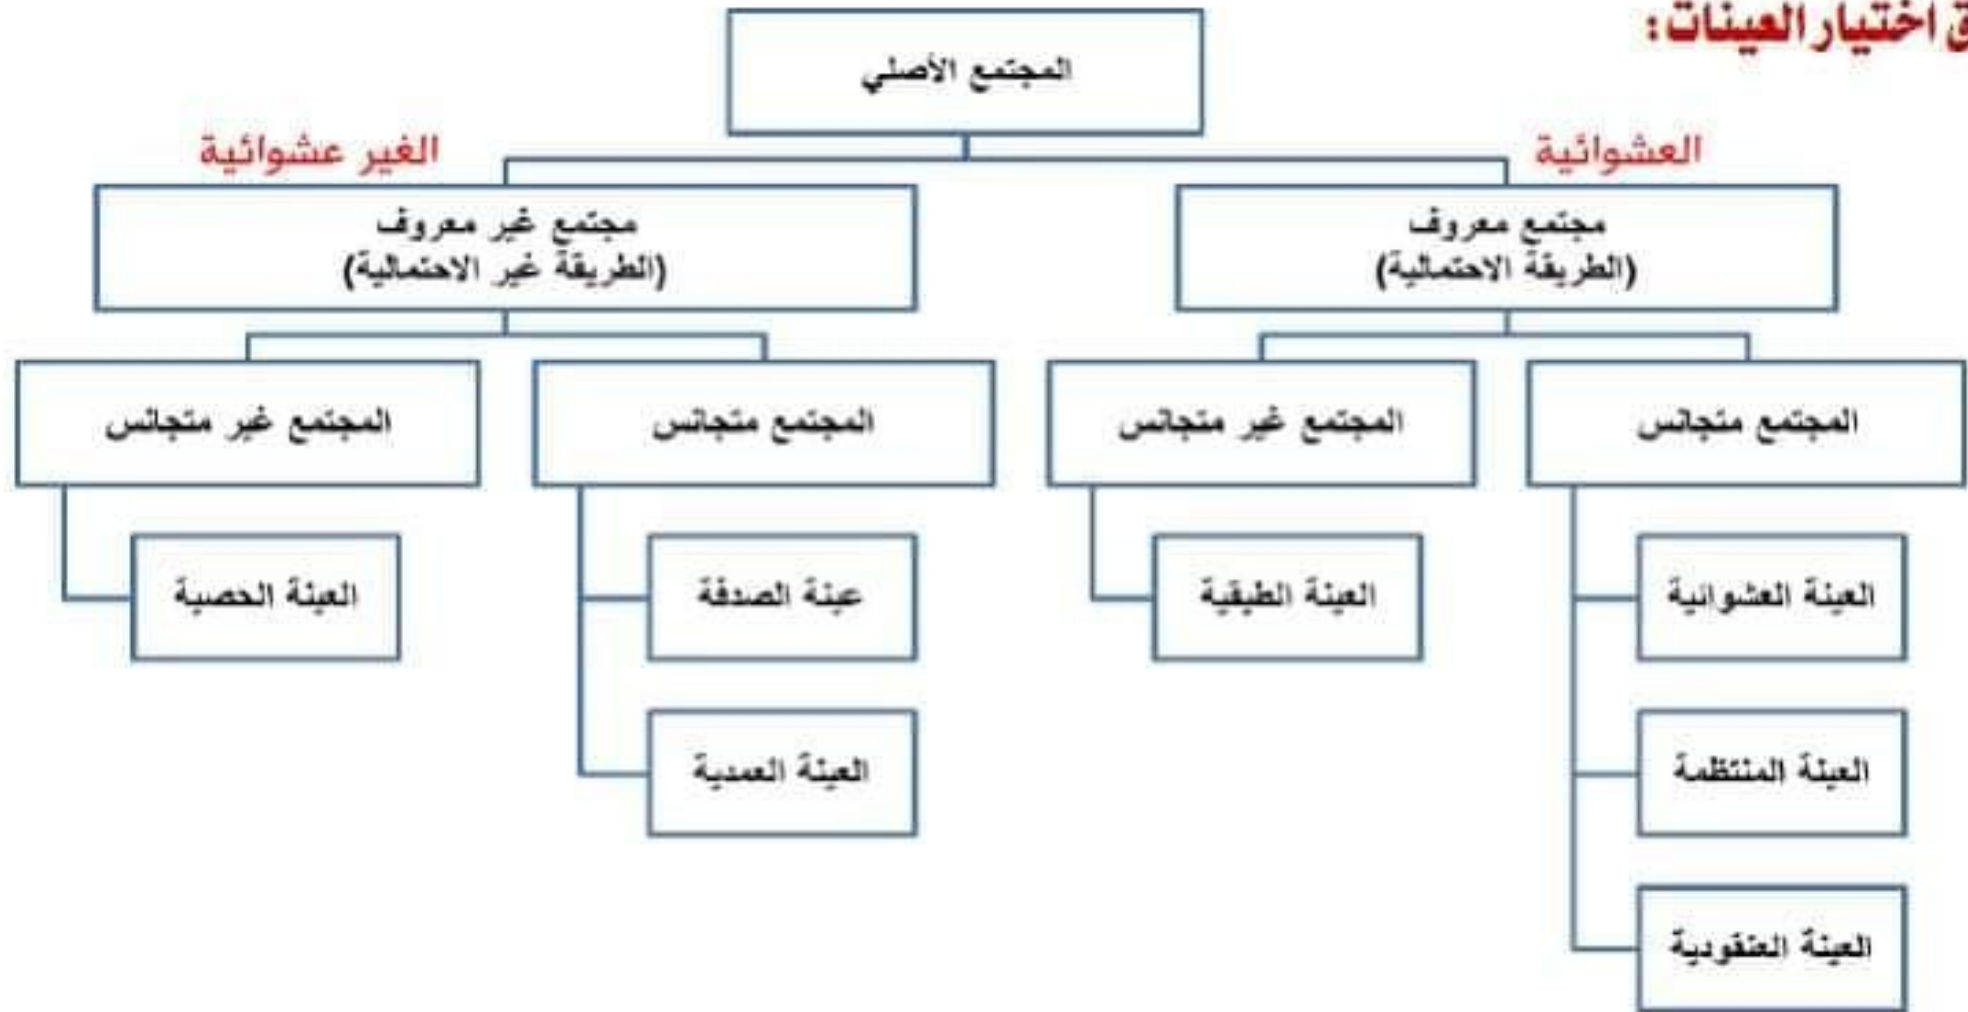 ق اختيار العينات:
المجتمع الأصلي
العشوائية
الغير عشوائية
مجتمع معروف
(الطريقة الاحتمالية)
مجتمع غير معروف
(الطريقة غير الاحتمالية)
المجتمع متجانس
المجتمع غير متجانس
المجتمع متجانس
المجتمع غير متجانس
العينة العشوائية
العينة الطبقية
عينة الصدفة
العينة الحصية
العينة المنتظمة
العينة العمدية
العينة العنقودية